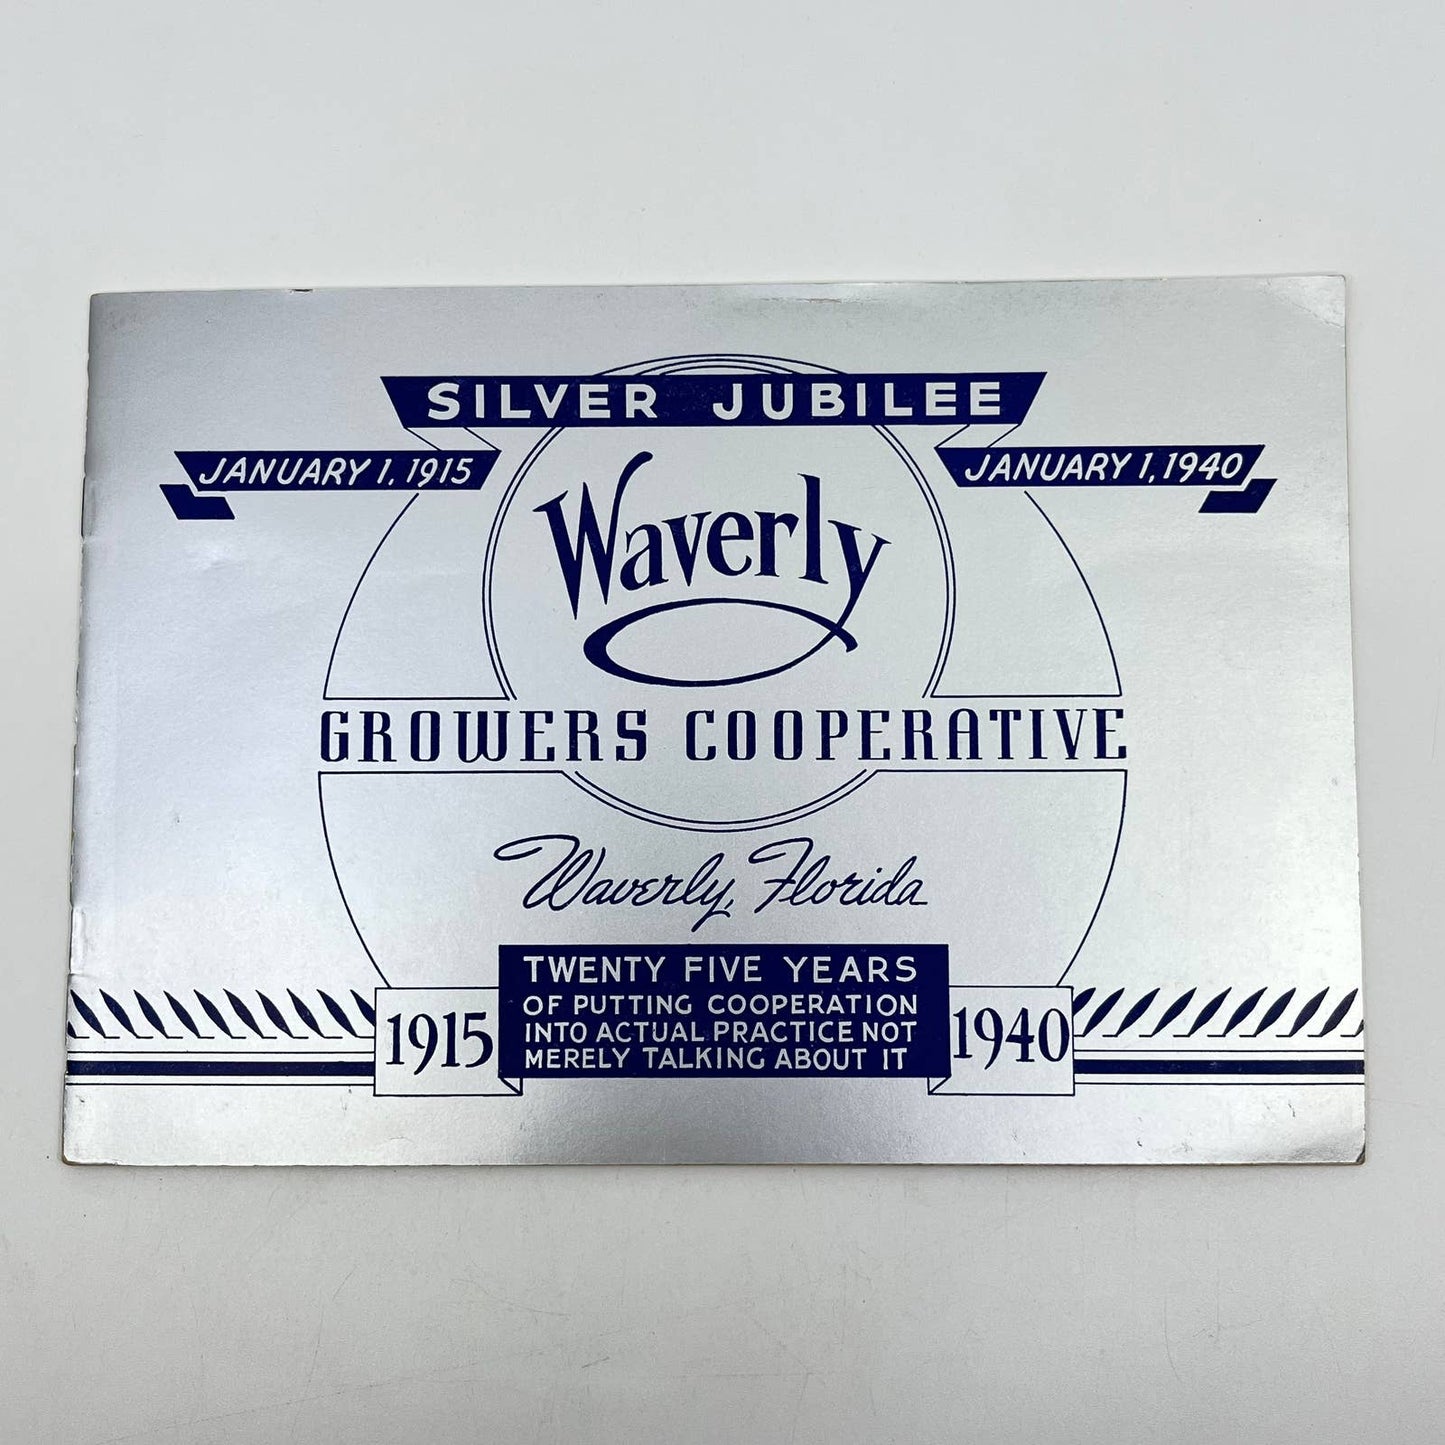 SILVER JUBILEE
JANUARY 1, 1915
JANUARY 1, 1940
Waverly
GROWERS COOPERATIVE
Waverly, Florida
TWENTY FIVE YEARS
OF PUTTING COOPERATION
INTO ACTUAL PRACTICE NOT
MERELY TALKING ABOUT IT
1915
1940